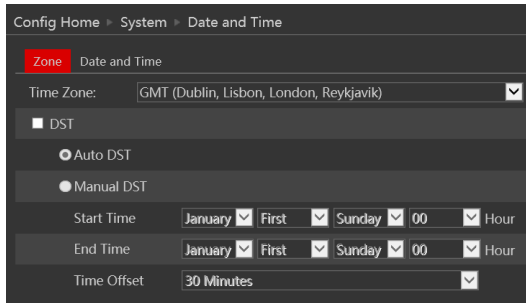 Config Home ▸ System ▸ Date and Time
Zone Date and Time
Time Zone: GMT (Dublin, Lisbon, London, Reykjavik)
DST
Auto DST
Manual DST
Start Time January First Sunday 00 Hour
End Time January First Sunday 00 Hour
Time Offset 30 Minutes